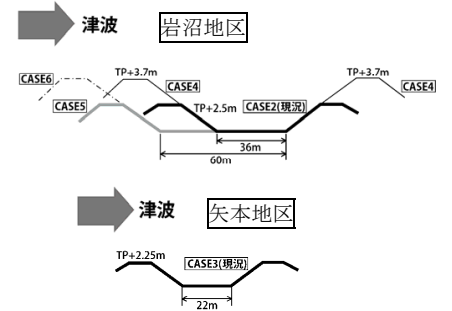 津波
岩沼地区
CASE6
TP+3.7m
CASE4
TP+3.7m
CASE4
CASE5
TP+2.5m
CASE2(現況)
36m
60m
津波
矢本地区
TP+2.25m
CASE3(現況)
22m